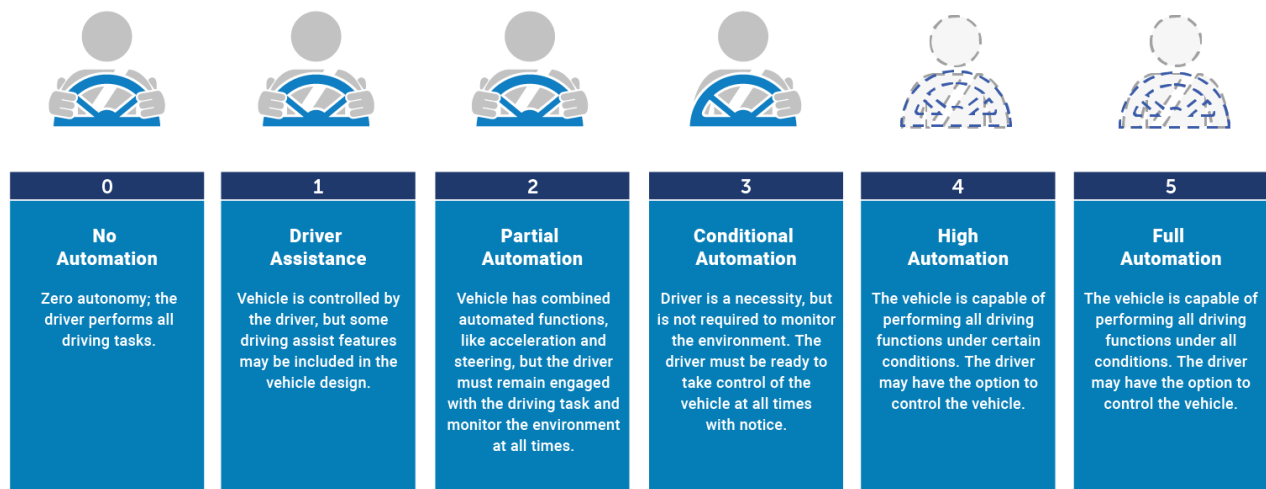 0
No
Automation
Zero autonomy; the
driver performs all
driving tasks.
1
Driver
Assistance
Vehicle is controlled by
the driver, but some
driving assist features
may be included in the
vehicle design.
2
Partial
Automation
Vehicle has combined
automated functions,
like acceleration and
steering, but the driver
must remain engaged
with the driving task and
monitor the environment
at all times.
3
Conditional
Automation
Driver is a necessity, but
is not required to monitor
the environment. The
driver must be ready to
take control of the
vehicle at all times
with notice.
4
High
Automation
The vehicle is capable of
performing all driving
functions under certain
conditions. The driver
may have the option to
control the vehicle.
5
Full
Automation
The vehicle is capable of
performing all driving
functions under all
conditions. The driver
may have the option to
control the vehicle.